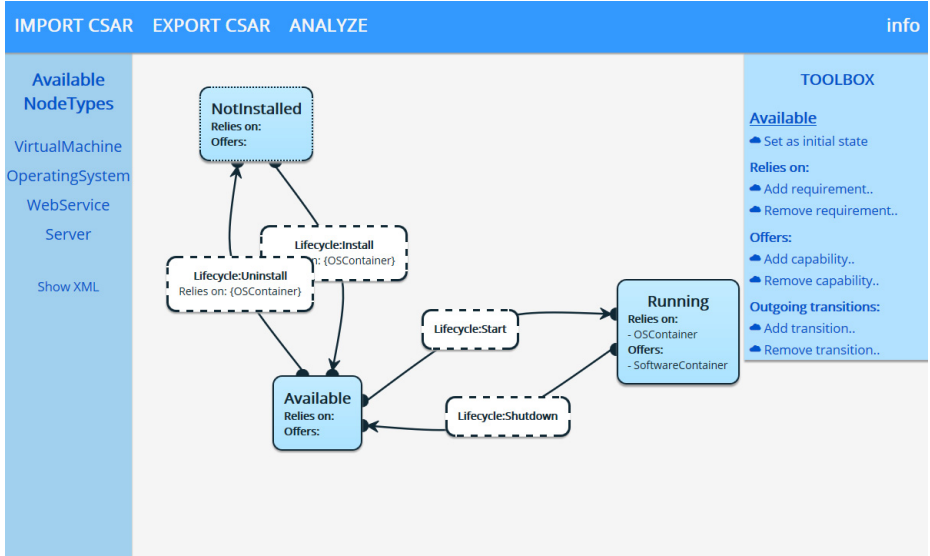 IMPORT CSAR EXPORT CSAR ANALYZE info
Available
NodeTypes
VirtualMachine
OperatingSystem
WebService
Server
Show XML
NotInstalled
Relies on:
Offers:
Lifecycle:Install
n: {OSContainer}
Lifecycle:Uninstall
Relies on: {OSContainer}
Lifecycle:Start
Running
Relies on:
- OSContainer
Offers:
- SoftwareContainer
Available
Relies on:
Offers:
Lifecycle:Shutdown
TOOLBOX
Available
Set as initial state
Relies on:
Add requirement..
Remove requirement..
Offers:
Add capability..
Remove capability..
Outgoing transitions:
Add transition..
Remove transition..